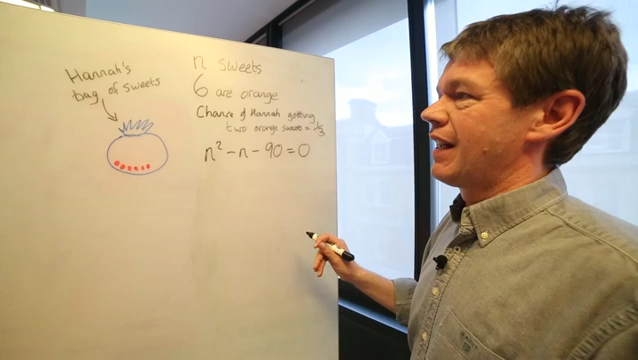 Hannah's
bag of sweets
n sweets
6 are orange
Chance of Hannah getting
two orange sweets = 1/3
n² - n - 90 = 0